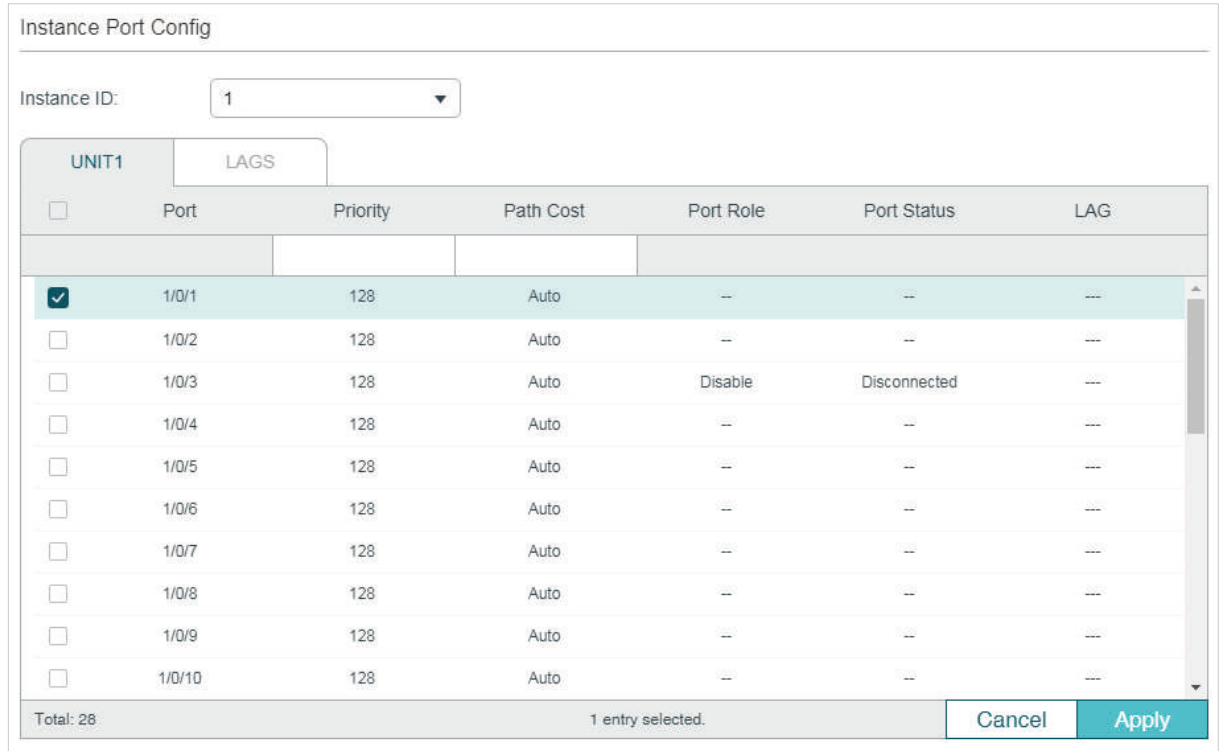 Instance Port Config
Instance ID: 1
UNIT1 LAGS
Port Priority Path Cost Port Role Port Status LAG
1/0/1 128 Auto -- -- ---
1/0/2 128 Auto -- -- ---
1/0/3 128 Auto Disable Disconnected ---
1/0/4 128 Auto -- -- ---
1/0/5 128 Auto -- -- ---
1/0/6 128 Auto -- -- ---
1/0/7 128 Auto -- -- ---
1/0/8 128 Auto -- -- ---
1/0/9 128 Auto -- -- ---
1/0/10 128 Auto -- -- ---
Total: 28 1 entry selected. Cancel Apply